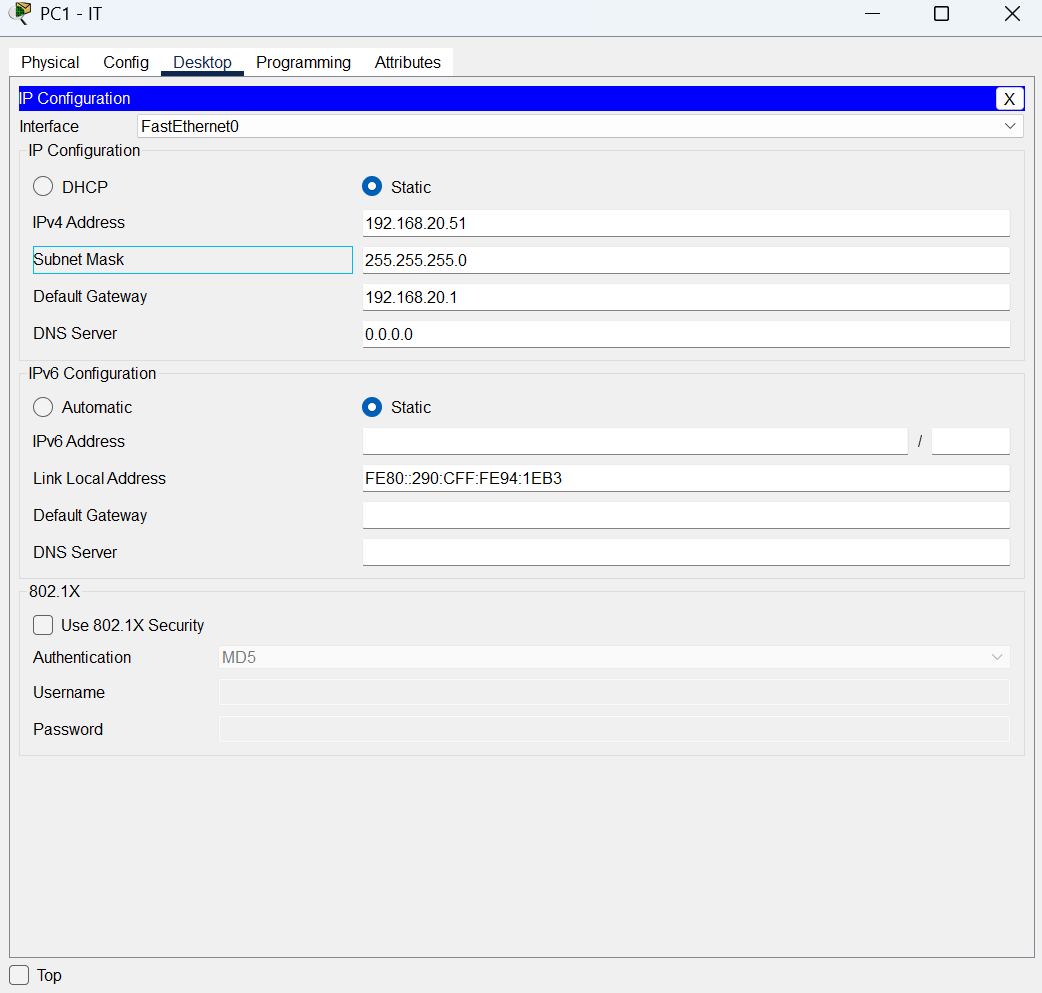 PC1 - IT
Physical Config Desktop Programming Attributes
IP Configuration X
Interface FastEthernet0
IP Configuration
DHCP Static
IPv4 Address 192.168.20.51
Subnet Mask 255.255.255.0
Default Gateway 192.168.20.1
DNS Server 0.0.0.0
IPv6 Configuration
Automatic Static
IPv6 Address /
Link Local Address FE80::290:CFF:FE94:1EB3
Default Gateway
DNS Server
802.1X
Use 802.1X Security
Authentication MD5
Username
Password
Top